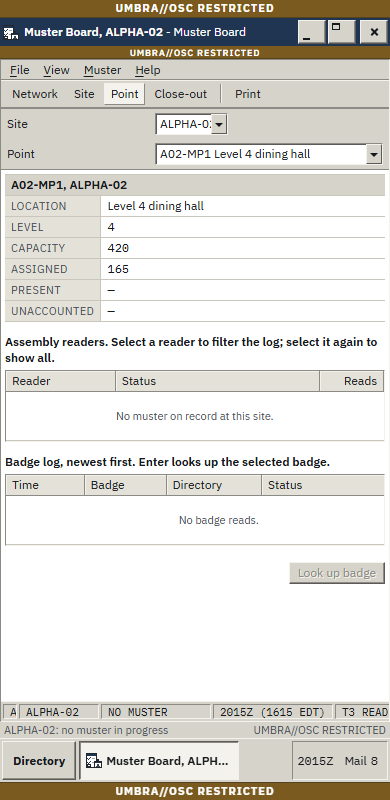 UMBRA//OSC RESTRICTED
Muster Board, ALPHA-02 - Muster Board
UMBRA//OSC RESTRICTED
File View Muster Help
Network Site Point Close-out Print
Site ALPHA-02
Point A02-MP1 Level 4 dining hall
A02-MP1, ALPHA-02
LOCATION Level 4 dining hall
LEVEL 4
CAPACITY 420
ASSIGNED 165
PRESENT —
UNACCOUNTED —
Assembly readers. Select a reader to filter the log; select it again to
show all.
Reader Status Reads
No muster on record at this site.
Badge log, newest first. Enter looks up the selected badge.
Time Badge Directory Status
No badge reads.
Look up badge
A ALPHA-02 NO MUSTER 2015Z (1615 EDT) T3 READ
ALPHA-02: no muster in progress UMBRA//OSC RESTRICTED
Directory Muster Board, ALPH... 2015Z Mail 8
UMBRA//OSC RESTRICTED